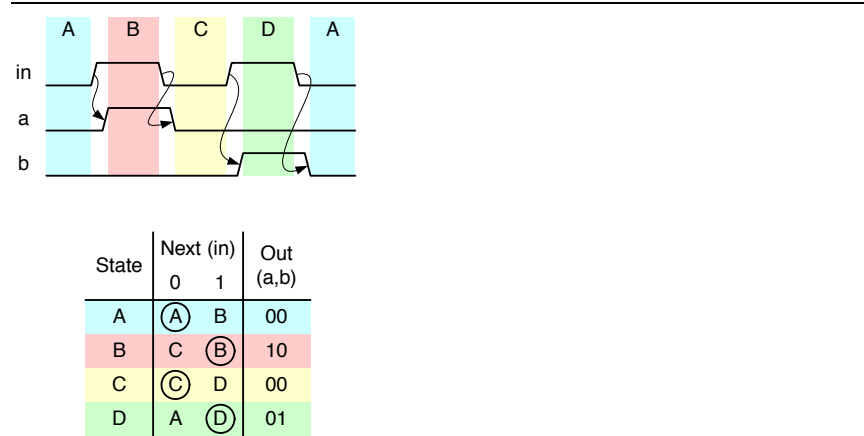 A B C D A
in
a
b
Next (in) Out
State (a,b)
0 1
A A B 00
B C B 10
C C D 00
D A D 01